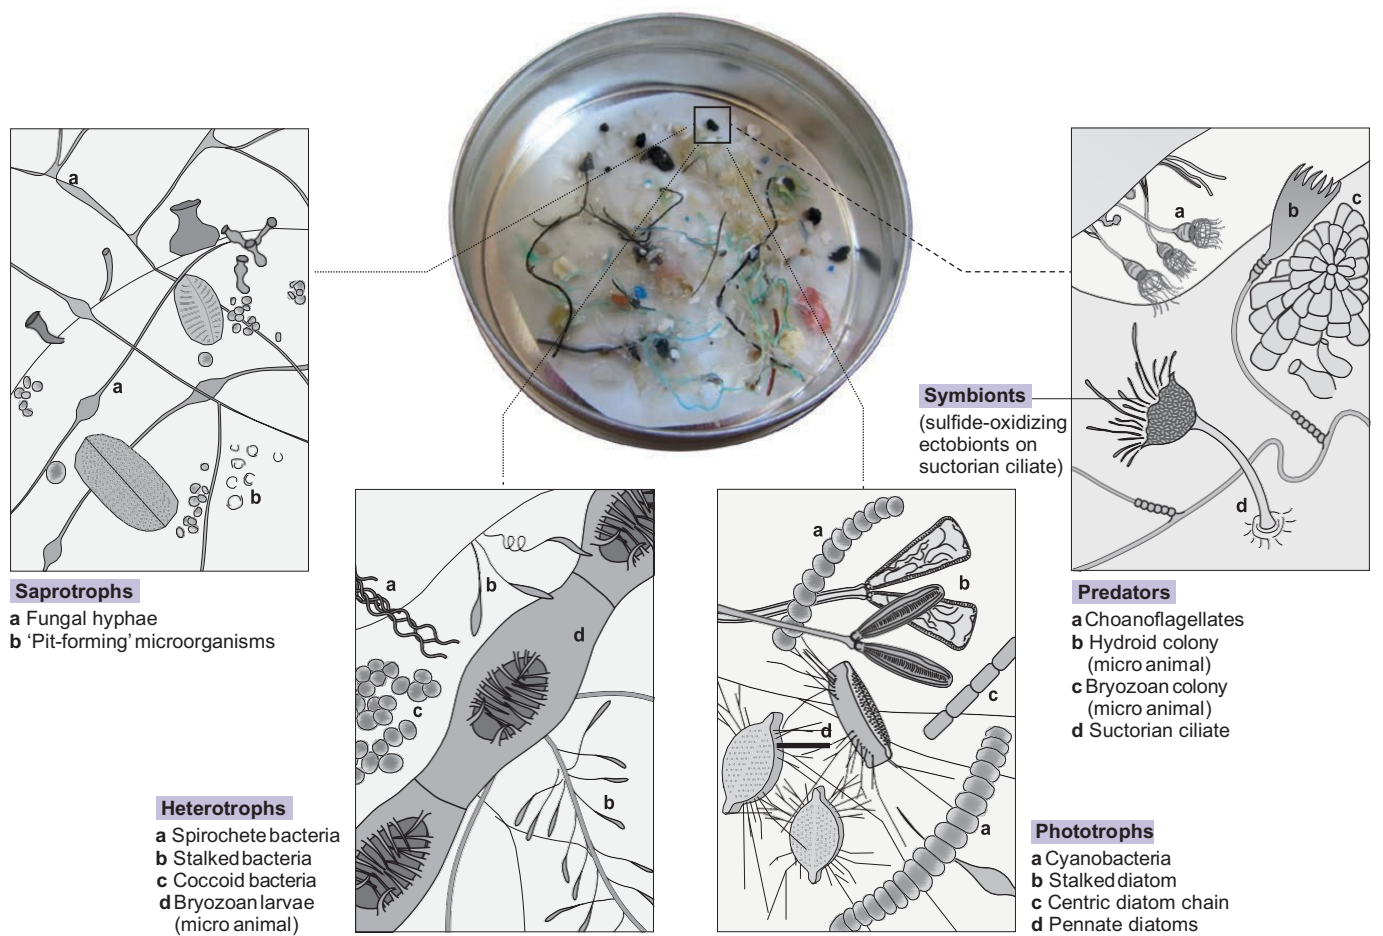 a
a
b
Saprotrophs
a Fungal hyphae
b ‘Pit-forming’ microorganisms
a
b
d
c
b
Heterotrophs
a Spirochete bacteria
b Stalked bacteria
c Coccoid bacteria
d Bryozoan larvae
(micro animal)
a
b
c
d
a
Phototrophs
a Cyanobacteria
b Stalked diatom
c Centric diatom chain
d Pennate diatoms
Symbionts
(sulfide-oxidizing
ectobionts on
suctorian ciliate)
a
b
c
d
Predators
a Choanoflagellates
b Hydroid colony
(micro animal)
c Bryozoan colony
(micro animal)
d Suctorian ciliate